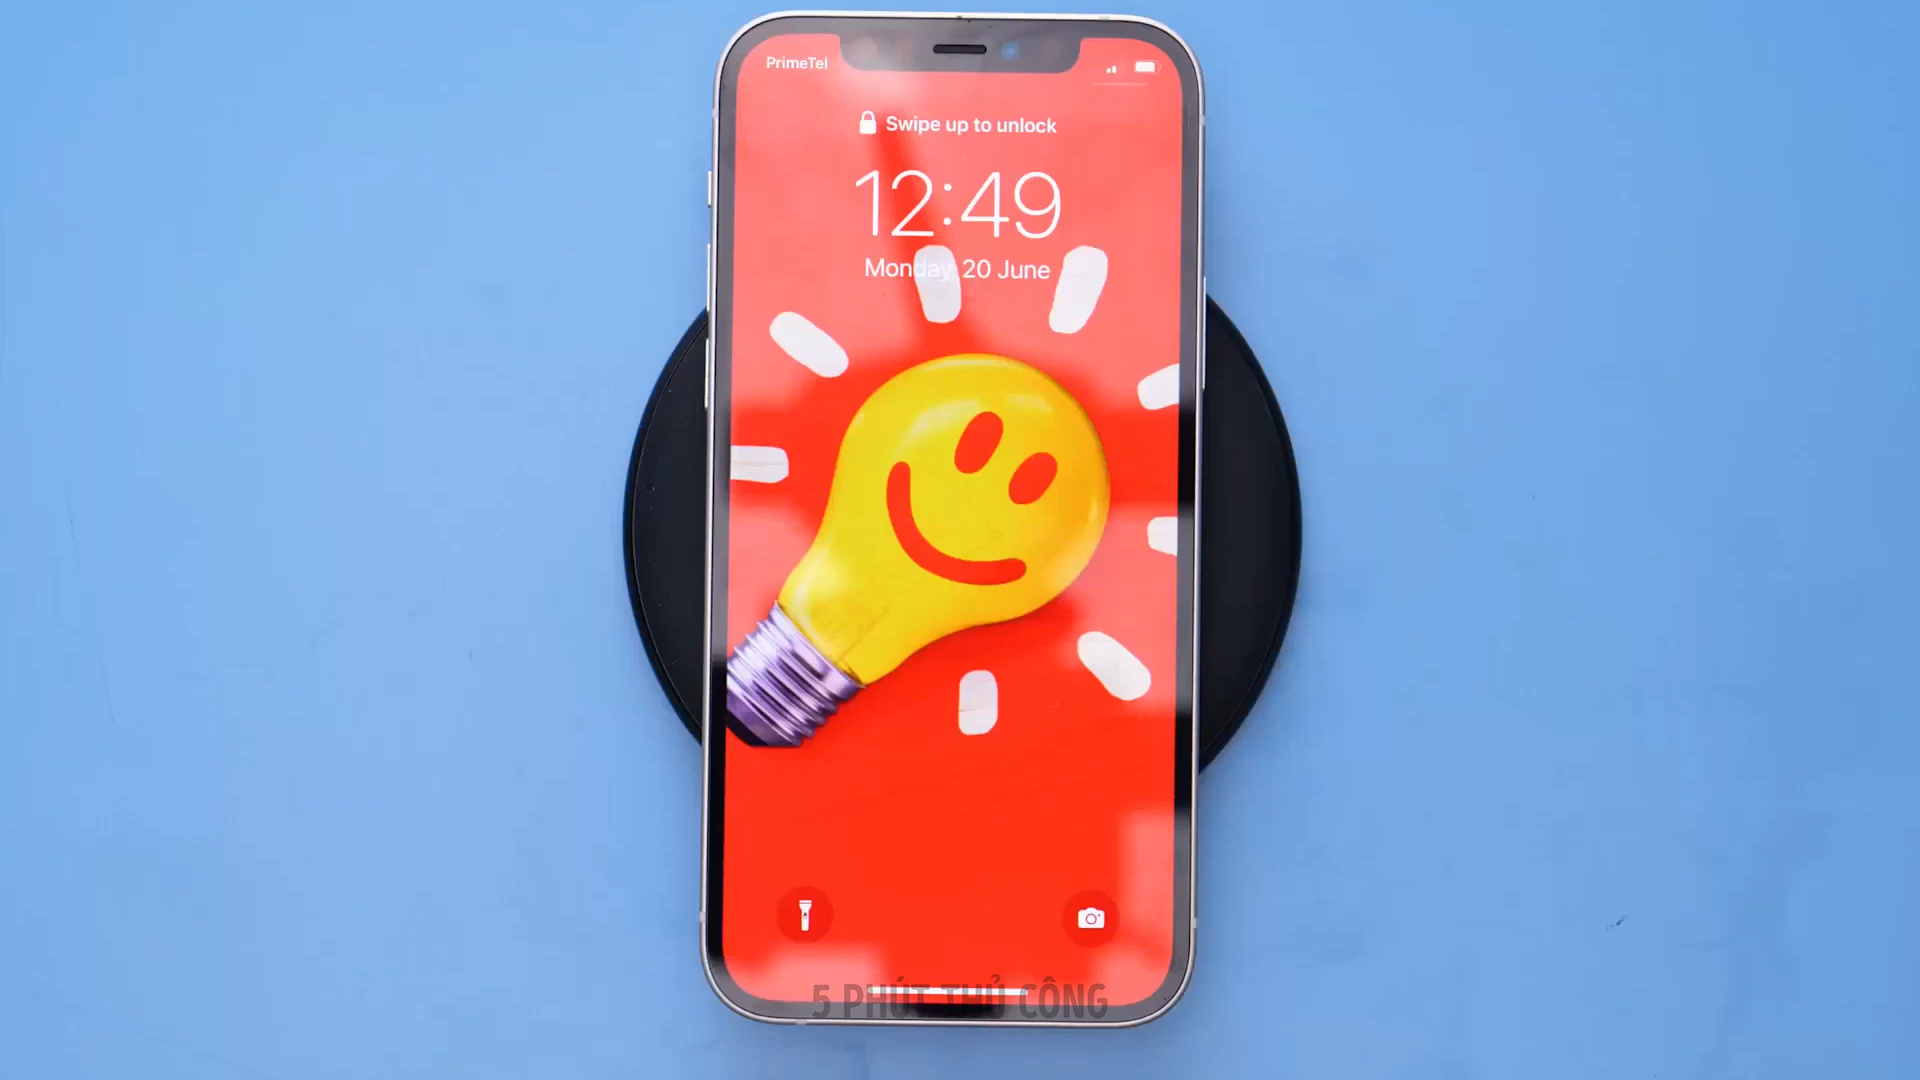 PrimeTel
Swipe up to unlock
12:49
Monday, 20 June
5 PHÚT THỦ CÔNG